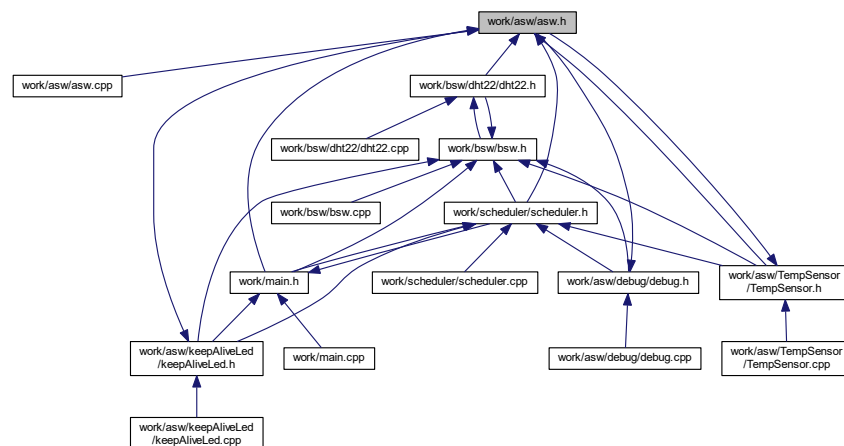 work/asw/asw.h
work/asw/asw.cpp
work/bsw/dht22/dht22.h
work/bsw/dht22/dht22.cpp
work/bsw/bsw.h
work/bsw/bsw.cpp
work/scheduler/scheduler.h
work/main.h
work/scheduler/scheduler.cpp
work/asw/debug/debug.h
work/asw/TempSensor
/TempSensor.h
work/asw/keepAliveLed
/keepAliveLed.h
work/main.cpp
work/asw/debug/debug.cpp
work/asw/TempSensor
/TempSensor.cpp
work/asw/keepAliveLed
/keepAliveLed.cpp